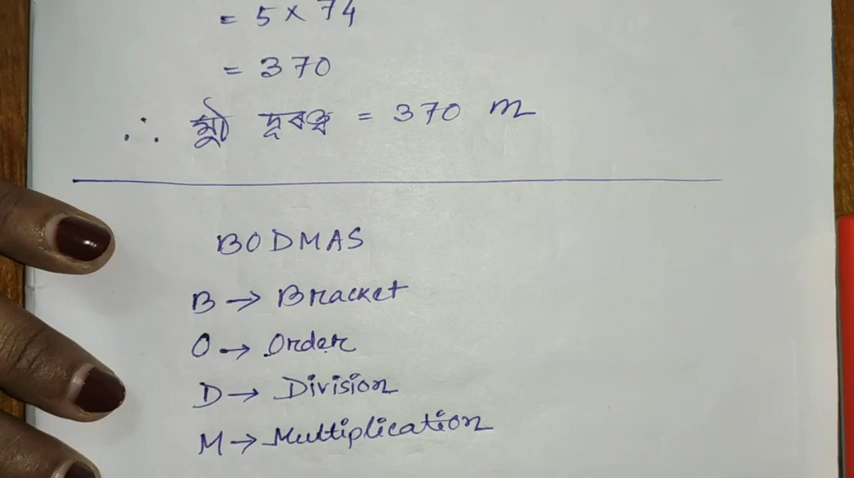 = 5 × 74
= 370
∴ মুঠ দূৰত্ব = 370 m
BODMAS
B → Bracket
O → Order
D → Division
M → Multiplication